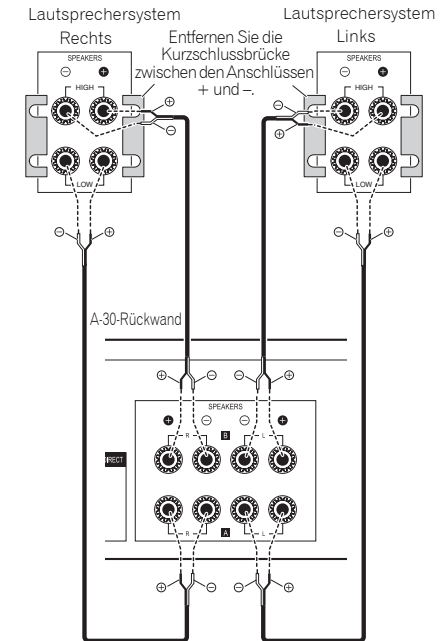 Lautsprechersystem
Rechts
Entfernen Sie die
Kurzschlussbrücke
zwischen den Anschlüssen
+ und –.
Lautsprechersystem
Links
SPEAKERS
⊖ ⊕
HIGH
LOW
⊕
⊖
⊖ ⊕
SPEAKERS
⊖ ⊕
HIGH
LOW
⊖
⊕
⊖ ⊕
A-30-Rückwand
⊕ ⊖ ⊖ ⊕
SPEAKERS
⊕ ⊖ ⊖ ⊕
R B L
DIRECT
R A L
⊕ ⊖ ⊖ ⊕